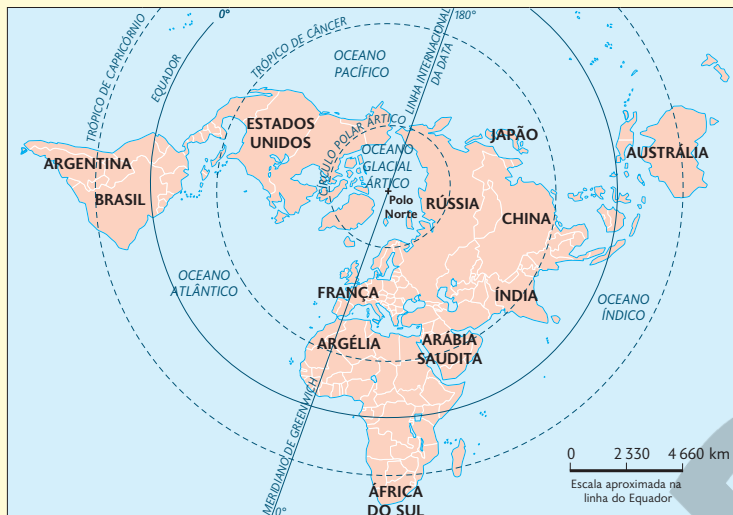 0°
180°
TRÓPICO DE CAPRICÓRNIO
EQUADOR
TRÓPICO DE CÂNCER
OCEANO
PACÍFICO
LINHA INTERNACIONAL
DA DATA
CÍRCULO POLAR ÁRTICO
ESTADOS
UNIDOS
OCEANO
GLACIAL
ÁRTICO
JAPÃO
AUSTRÁLIA
ARGENTINA
BRASIL
Polo
Norte
RÚSSIA
CHINA
OCEANO
ATLÂNTICO
FRANÇA
ÍNDIA
OCEANO
ÍNDICO
ARGÉLIA
ARÁBIA
SAUDITA
MERIDIANO DE GREENWICH
0°
ÁFRICA
DO SUL
0 2 330 4 660 km
Escala aproximada na
linha do Equador